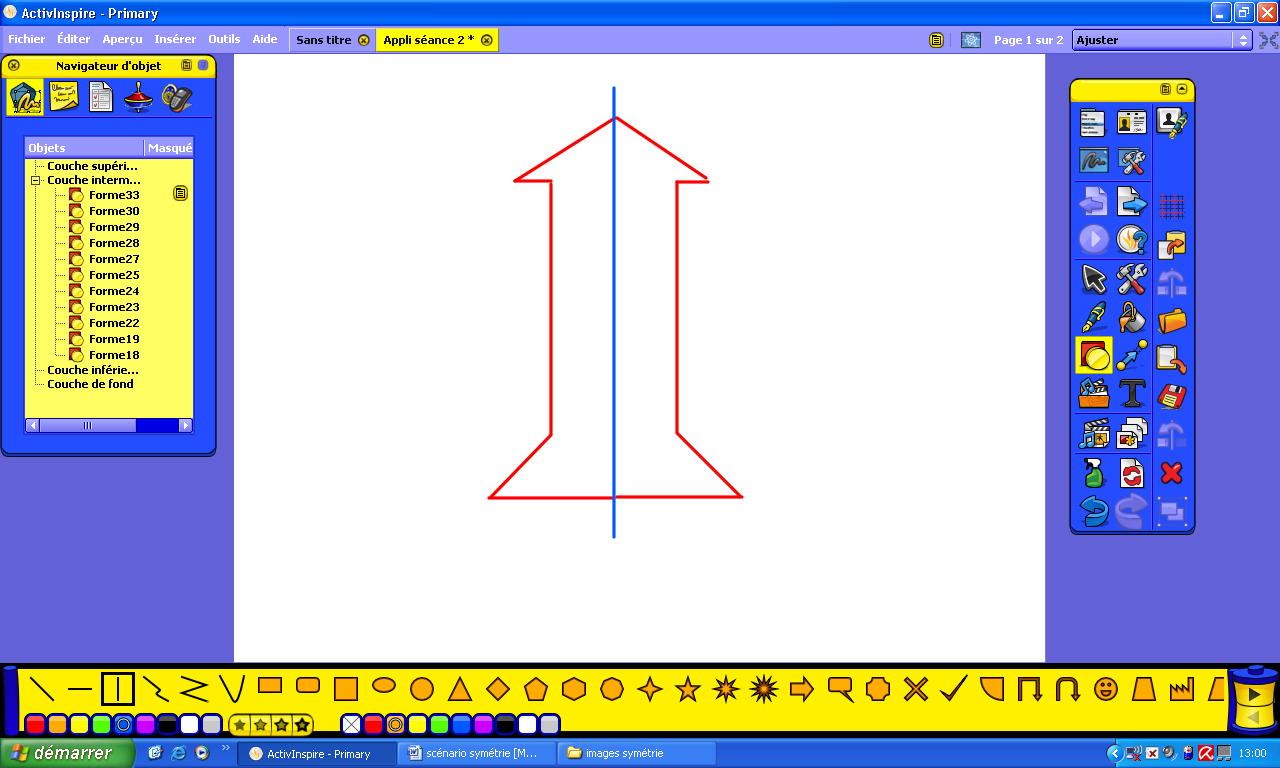 ActivInspire - Primary
Fichier Éditer Aperçu Insérer Outils Aide
Sans titre
Appli séance 2 *
Page 1 sur 2
Ajuster
Navigateur d'objet
Objets
Masqué
Couche supéri...
Couche interm...
Forme33
Forme30
Forme29
Forme28
Forme27
Forme25
Forme24
Forme23
Forme22
Forme19
Forme18
Couche inférie...
Couche de fond
démarrer
ActivInspire - Primary
scénario symétrie [M...
images symétrie
13:00